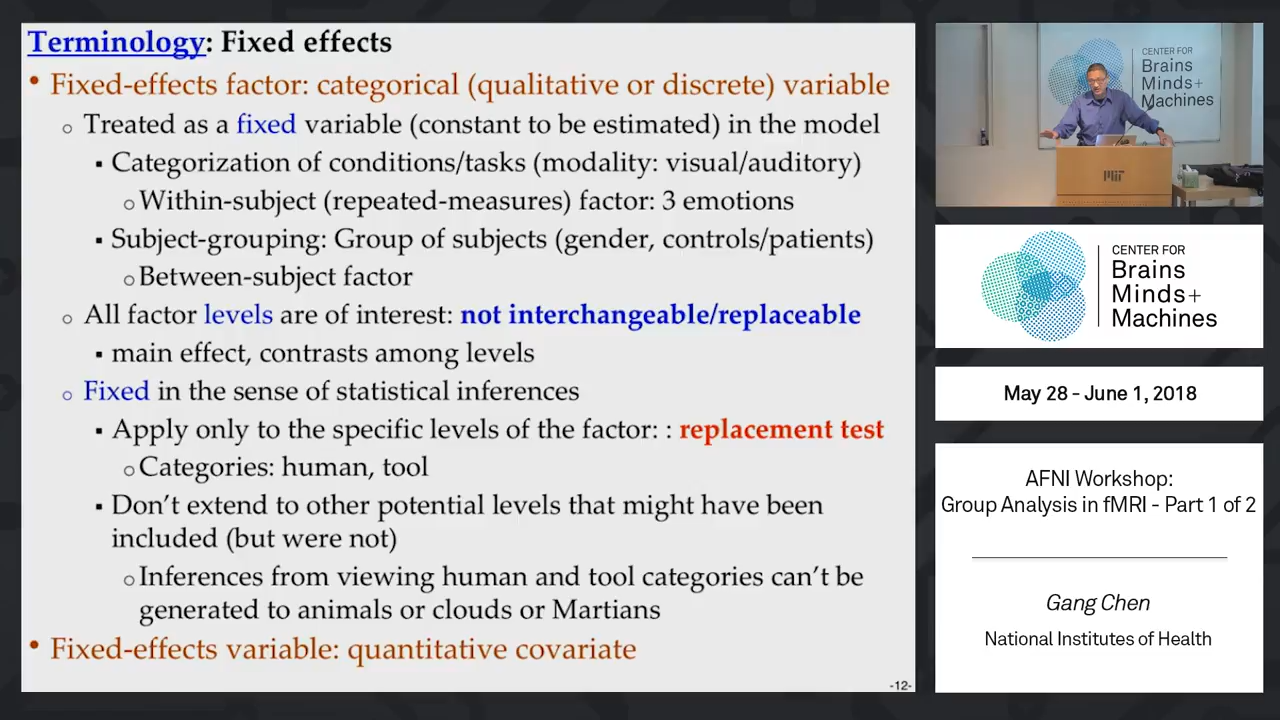 Terminology: Fixed effects
• Fixed-effects factor: categorical (qualitative or discrete) variable
o Treated as a fixed variable (constant to be estimated) in the model
▪ Categorization of conditions/tasks (modality: visual/auditory)
o Within-subject (repeated-measures) factor: 3 emotions
▪ Subject-grouping: Group of subjects (gender, controls/patients)
o Between-subject factor
o All factor levels are of interest: not interchangeable/replaceable
▪ main effect, contrasts among levels
o Fixed in the sense of statistical inferences
▪ Apply only to the specific levels of the factor: : replacement test
o Categories: human, tool
▪ Don't extend to other potential levels that might have been
included (but were not)
o Inferences from viewing human and tool categories can't be
generated to animals or clouds or Martians
• Fixed-effects variable: quantitative covariate
-12-
CENTER FOR
Brains
Minds+
Machines
MIT
CENTER FOR
Brains
Minds+
Machines
May 28 - June 1, 2018
AFNI Workshop:
Group Analysis in fMRI - Part 1 of 2
Gang Chen
National Institutes of Health